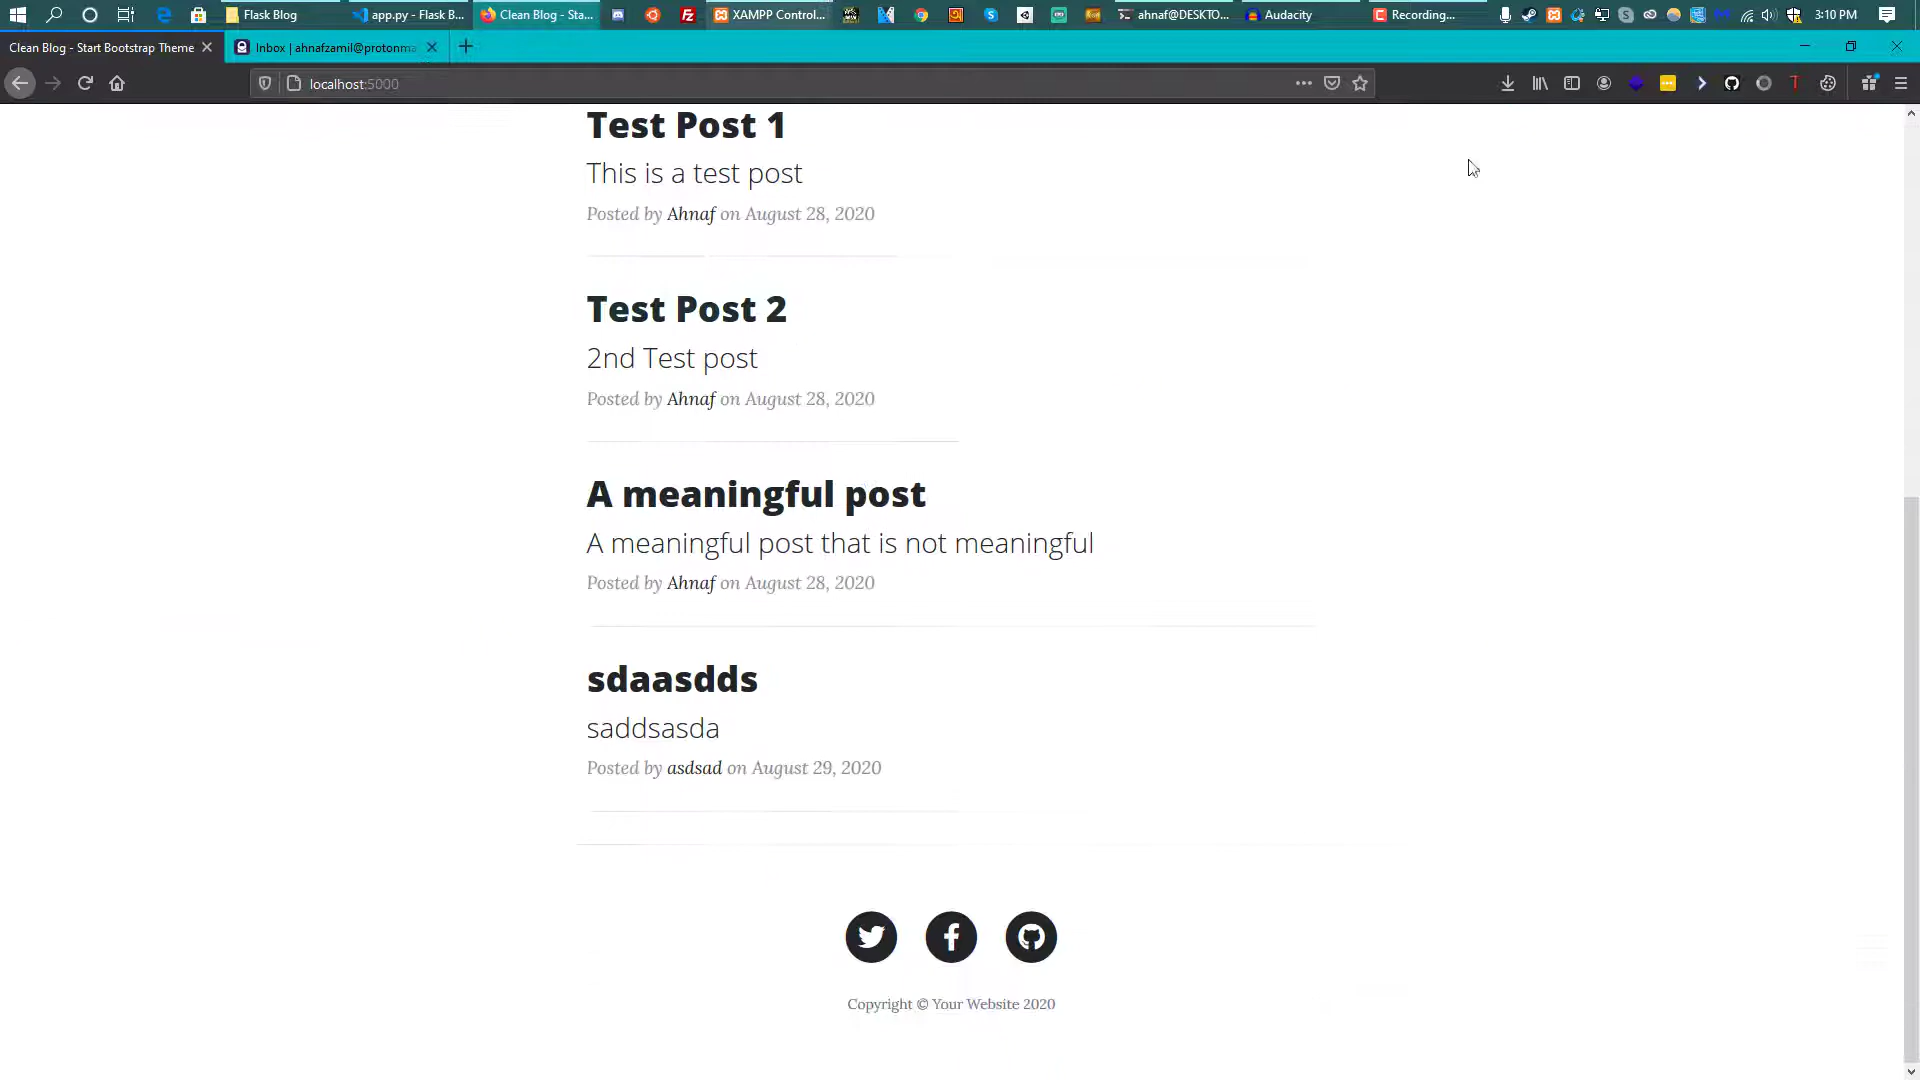 Flask Blog
app.py - Flask B...
Clean Blog - Sta...
XAMPP Control...
ahnaf@DESKTO...
Audacity
Recording...
3:10 PM
Clean Blog - Start Bootstrap Theme
Inbox | ahnafzamil@protonma
localhost:5000
Test Post 1
This is a test post
Posted by Ahnaf on August 28, 2020
Test Post 2
2nd Test post
Posted by Ahnaf on August 28, 2020
A meaningful post
A meaningful post that is not meaningful
Posted by Ahnaf on August 28, 2020
sdaasdds
saddsasda
Posted by asdsad on August 29, 2020
Copyright © Your Website 2020